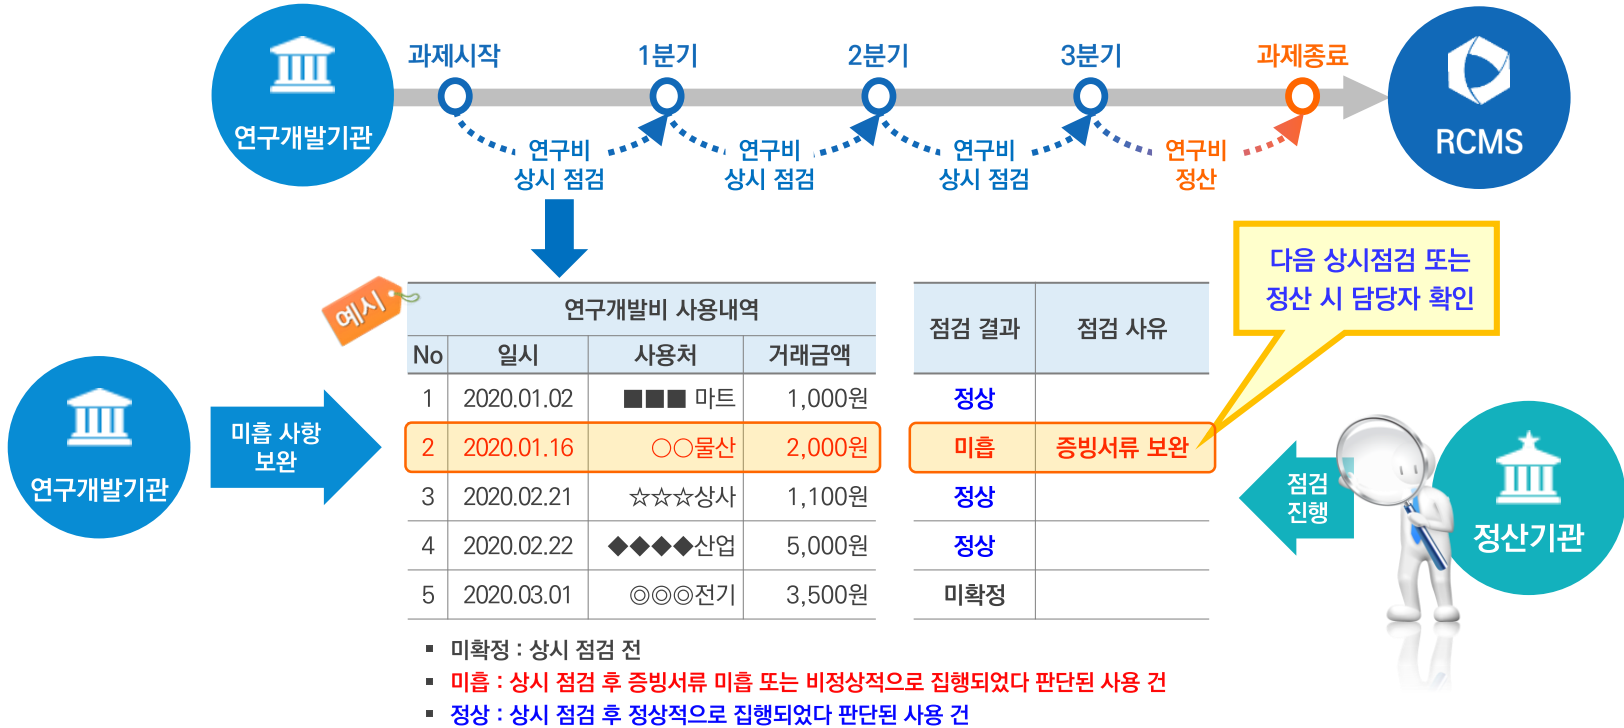 과제시작
1분기
2분기
3분기
과제종료
연구개발기관
RCMS
연구비
상시 점검
연구비
상시 점검
연구비
상시 점검
연구비
정산
다음 상시점검 또는
정산 시 담당자 확인
예시
연구개발비 사용내역
점검 결과 점검 사유
No 일시 사용처 거래금액
1 2020.01.02 ■■■ 마트 1,000원 정상
2 2020.01.16 ○○물산 2,000원 미흡 증빙서류 보완
3 2020.02.21 ☆☆☆상사 1,100원 정상
4 2020.02.22 ◆◆◆◆산업 5,000원 정상
5 2020.03.01 ◎◎◎전기 3,500원 미확정
연구개발기관
미흡 사항
보완
점검
진행
정산기관
▪ 미확정 : 상시 점검 전
▪ 미흡 : 상시 점검 후 증빙서류 미흡 또는 비정상적으로 집행되었다 판단된 사용 건
▪ 정상 : 상시 점검 후 정상적으로 집행되었다 판단된 사용 건